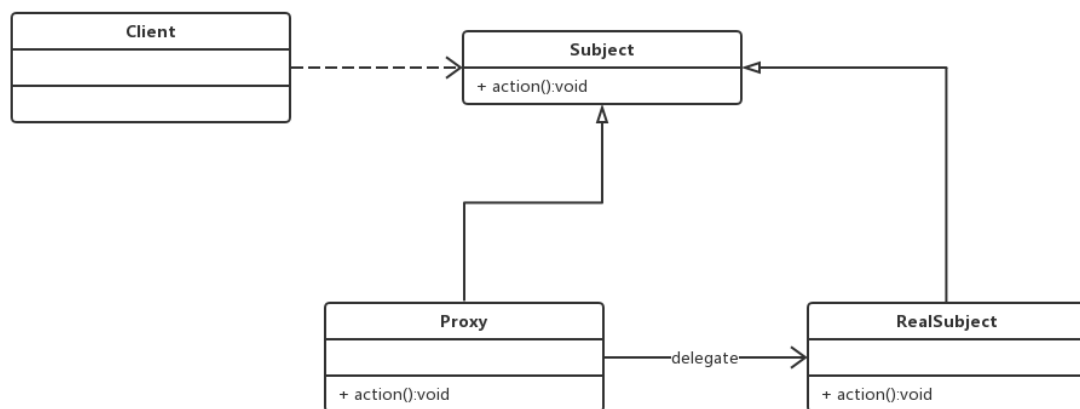 Client
Subject
+ action():void
Proxy
RealSubject
delegate
+ action():void
+ action():void